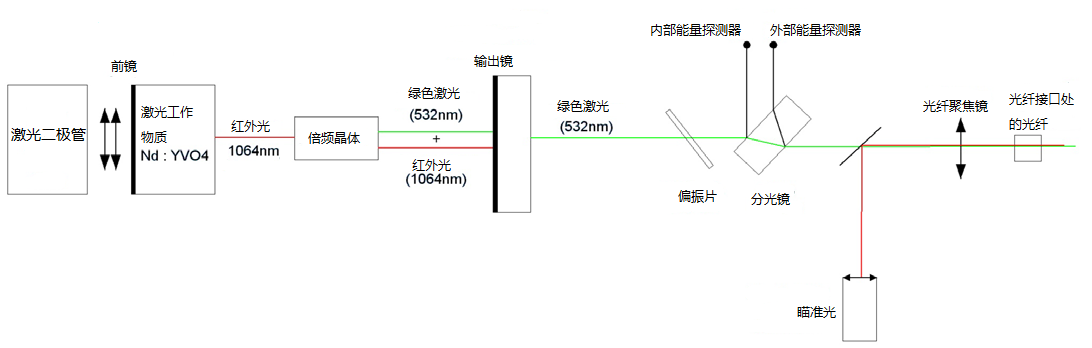 内部能量探测器
外部能量探测器
前镜
输出镜
激光二极管
激光工作
物质
Nd : YVO4
红外光
1064nm
倍频晶体
绿色激光
(532nm)
+
红外光
(1064nm)
绿色激光
(532nm)
偏振片
分光镜
光纤聚焦镜
光纤接口处
的光纤
瞄准光